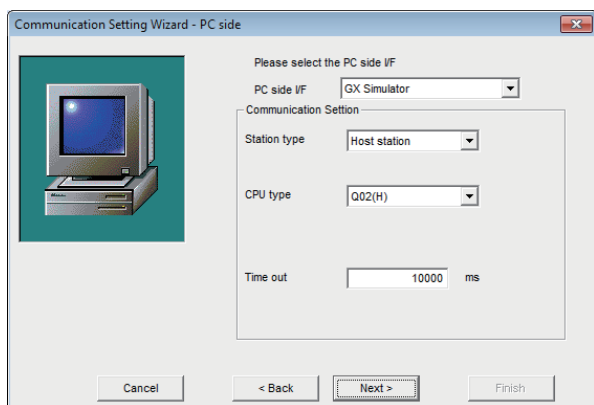 Communication Setting Wizard - PC side
Please select the PC side I/F
PC side I/F GX Simulator
Communication Settion
Station type Host station
CPU type Q02(H)
Time out 10000 ms
Cancel < Back Next > Finish